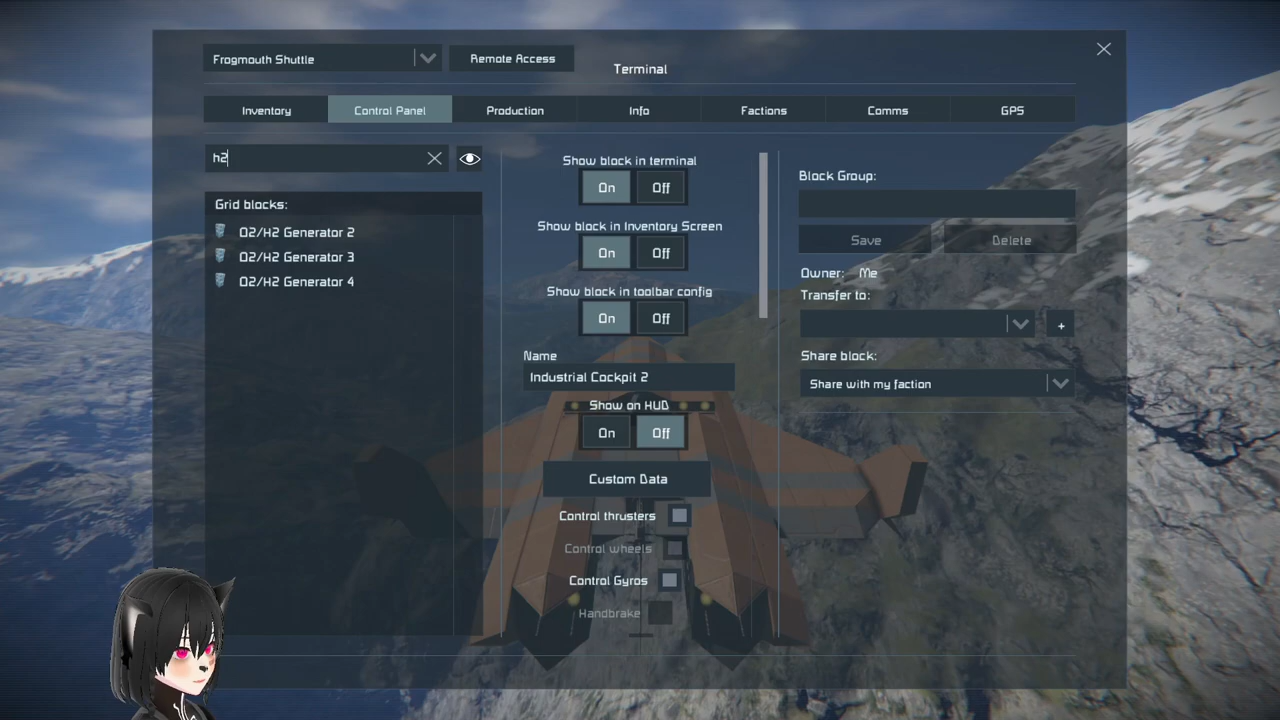 Frogmouth Shuttle
Remote Access
Terminal
Inventory
Control Panel
Production
Info
Factions
Comms
GPS
h2
Grid blocks:
O2/H2 Generator 2
O2/H2 Generator 3
O2/H2 Generator 4
Show block in terminal
On Off
Show block in Inventory Screen
On Off
Show block in toolbar config
On Off
Name
Industrial Cockpit 2
Show on HUD
On Off
Custom Data
Control thrusters
Control wheels
Control Gyros
Handbrake
Block Group:
Save
Delete
Owner: Me
Transfer to:
+
Share block:
Share with my faction